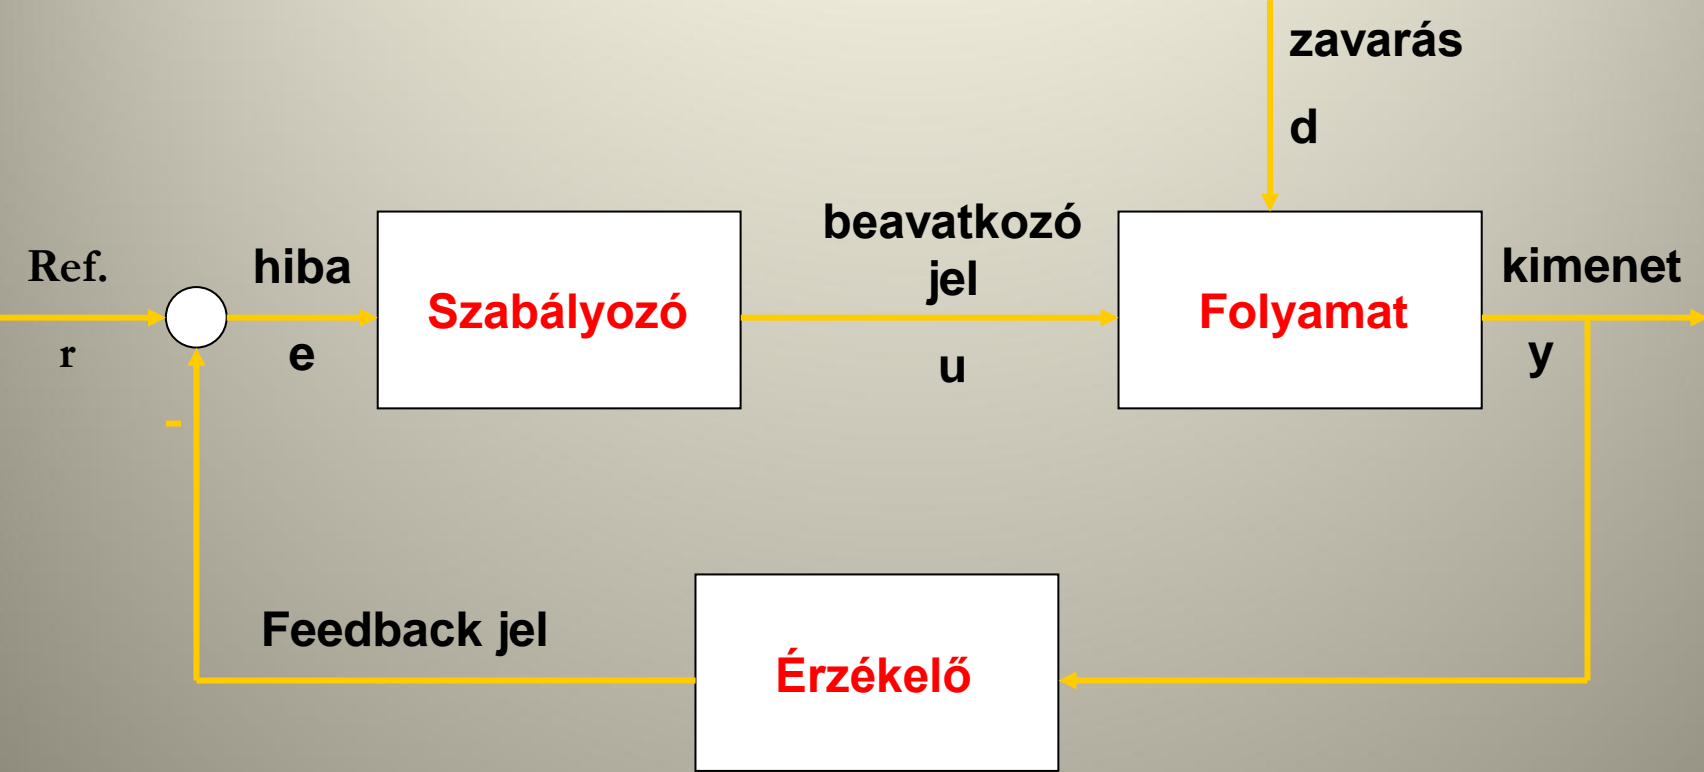 zavarás
d
Ref.
r
hiba
e
Szabályozó
beavatkozó
jel
u
Folyamat
kimenet
y
-
Feedback jel
Érzékelő